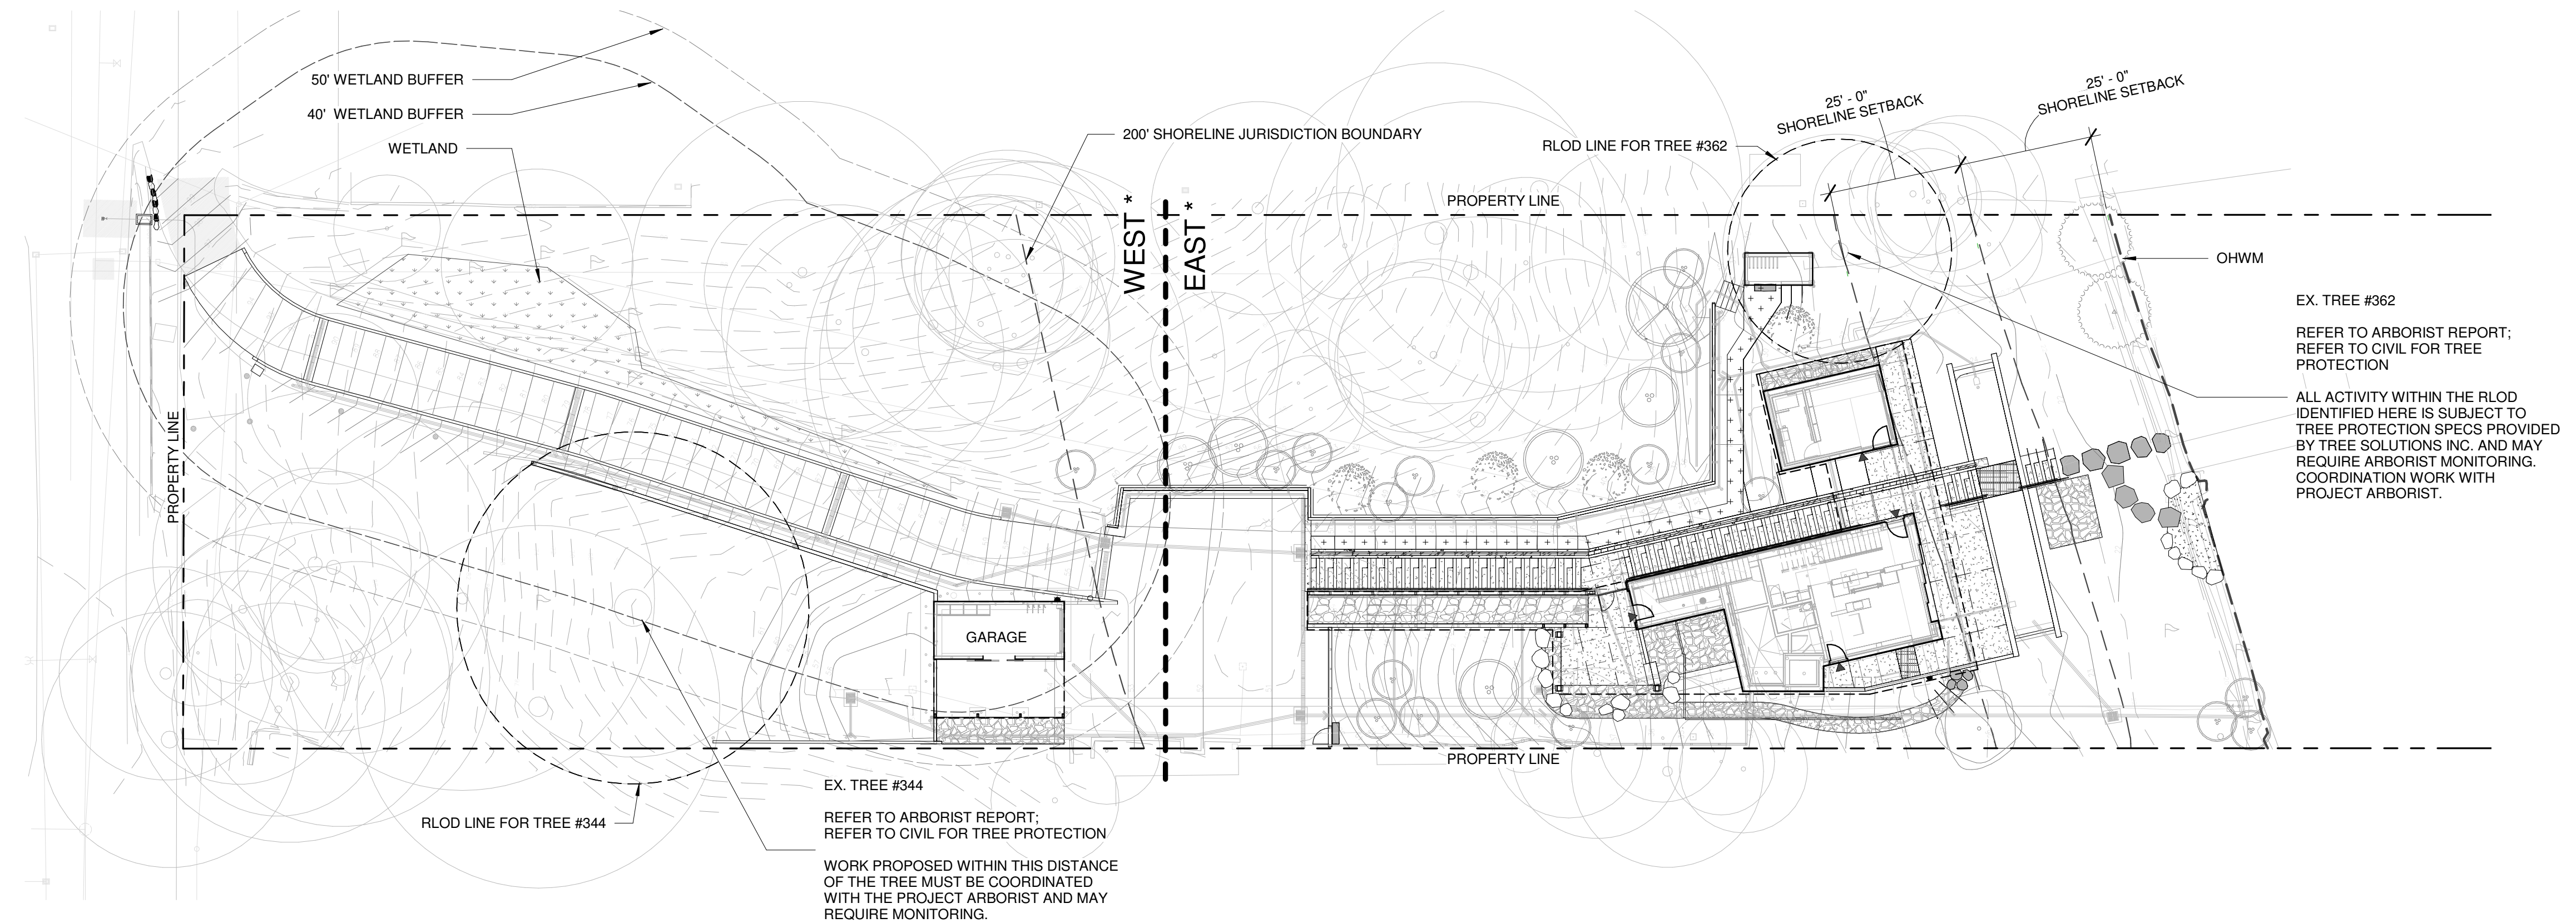 50' WETLAND BUFFER
40'  WETLAND BUFFER
WETLAND
200' SHORELINE JURISDICTION BOUNDARY
WEST *
EAST *
RLOD LINE FOR TREE #362
25' - 0"
SHORELINE SETBACK
25' - 0"
SHORELINE SETBACK
PROPERTY LINE
OHWM
EX. TREE #362
REFER TO ARBORIST REPORT;
REFER TO CIVIL FOR TREE
PROTECTION
ALL ACTIVITY WITHIN THE RLOD
IDENTIFIED HERE IS SUBJECT TO
TREE PROTECTION SPECS PROVIDED
BY TREE SOLUTIONS INC. AND MAY
REQUIRE ARBORIST MONITORING.
COORDINATION WORK WITH
PROJECT ARBORIST.
PROPERTY LINE
GARAGE
PROPERTY LINE
RLOD LINE FOR TREE #344
EX. TREE #344
REFER TO ARBORIST REPORT;
REFER TO CIVIL FOR TREE PROTECTION
WORK PROPOSED WITHIN THIS DISTANCE
OF THE TREE MUST BE COORDINATED
WITH THE PROJECT ARBORIST AND MAY
REQUIRE MONITORING.